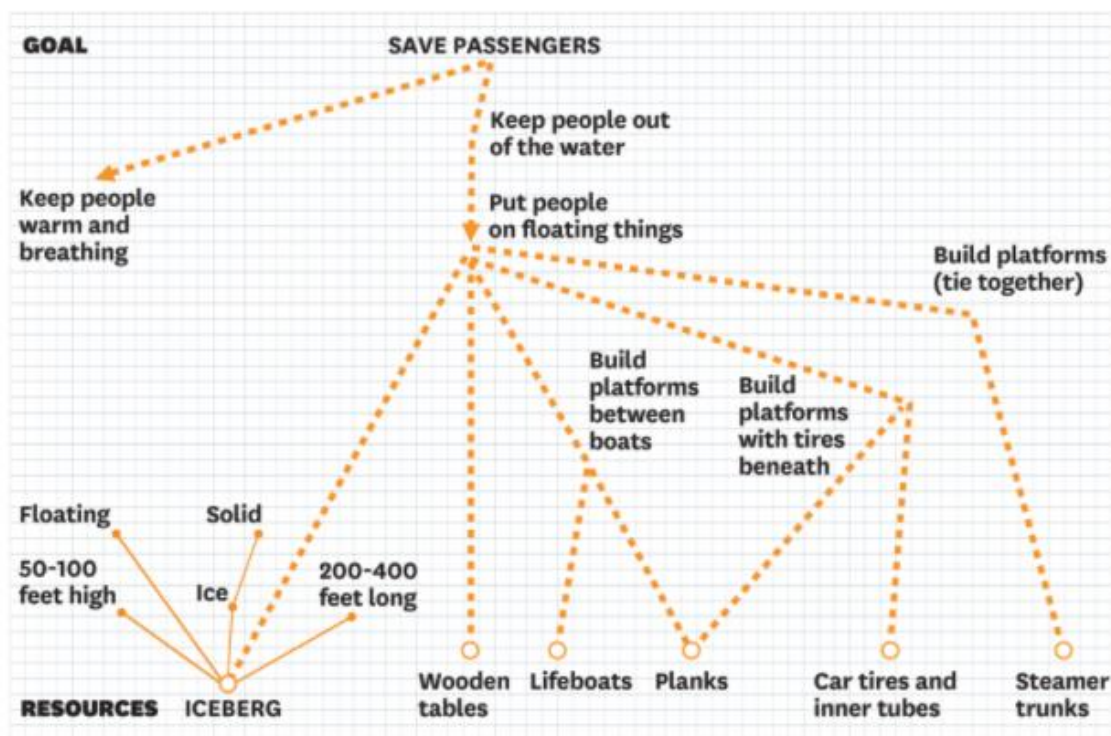 GOAL
SAVE PASSENGERS
Keep people out
of the water
Keep people
warm and
breathing
Put people
on floating things
Build platforms
(tie together)
Build
platforms
between
boats
Build
platforms
with tires
beneath
Floating
Solid
50-100
feet high
Ice
200-400
feet long
RESOURCES
ICEBERG
Wooden
tables
Lifeboats
Planks
Car tires and
inner tubes
Steamer
trunks